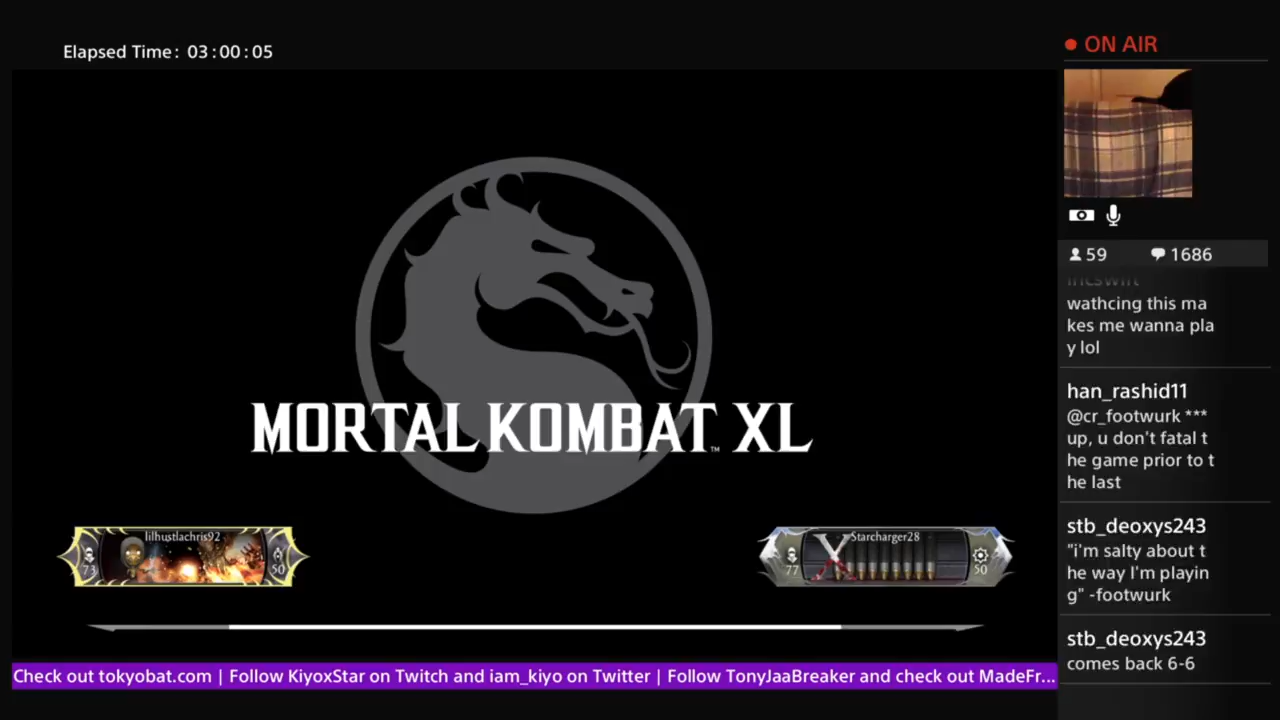 Elapsed Time: 03:00:05
ON AIR
MORTAL KOMBAT XL™
lilhustlachris92
73
50
Starcharger28
77
50
Check out tokyobat.com | Follow KiyoxStar on Twitch and iam_kiyo on Twitter | Follow TonyJaaBreaker and check out MadeFr...
59 1686
wathcing this ma
kes me wanna pla
y lol
han_rashid11
@cr_footwurk ***
up, u don't fatal t
he game prior to t
he last
stb_deoxys243
"i'm salty about t
he way I'm playin
g" -footwurk
stb_deoxys243
comes back 6-6